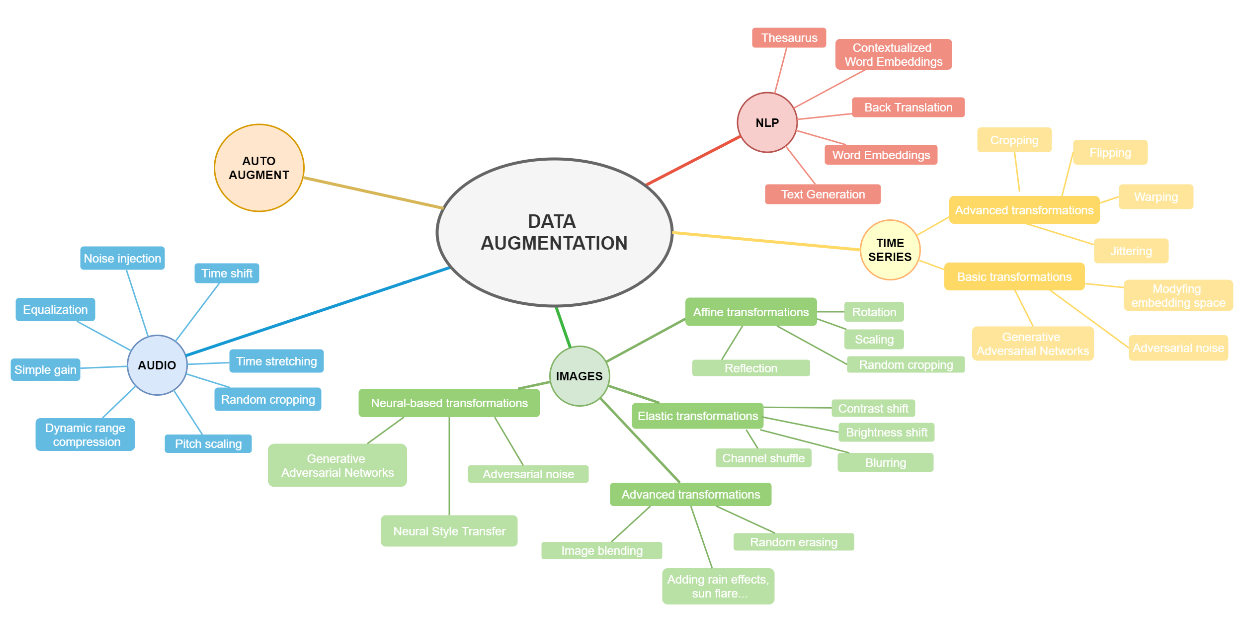 DATA
AUGMENTATION
AUTO
AUGMENT
NLP
Thesaurus
Contextualized
Word Embeddings
Back Translation
Word Embeddings
Text Generation
TIME
SERIES
Advanced transformations
Cropping
Flipping
Warping
Jittering
Basic transformations
Modyfing
embedding space
Generative
Adversarial Networks
Adversarial noise
AUDIO
Noise injection
Time shift
Equalization
Simple gain
Time stretching
Random cropping
Dynamic range
compression
Pitch scaling
IMAGES
Affine transformations
Rotation
Scaling
Random cropping
Reflection
Neural-based transformations
Generative
Adversarial Networks
Adversarial noise
Neural Style Transfer
Elastic transformations
Contrast shift
Brightness shift
Blurring
Channel shuffle
Advanced transformations
Image blending
Random erasing
Adding rain effects,
sun flare...